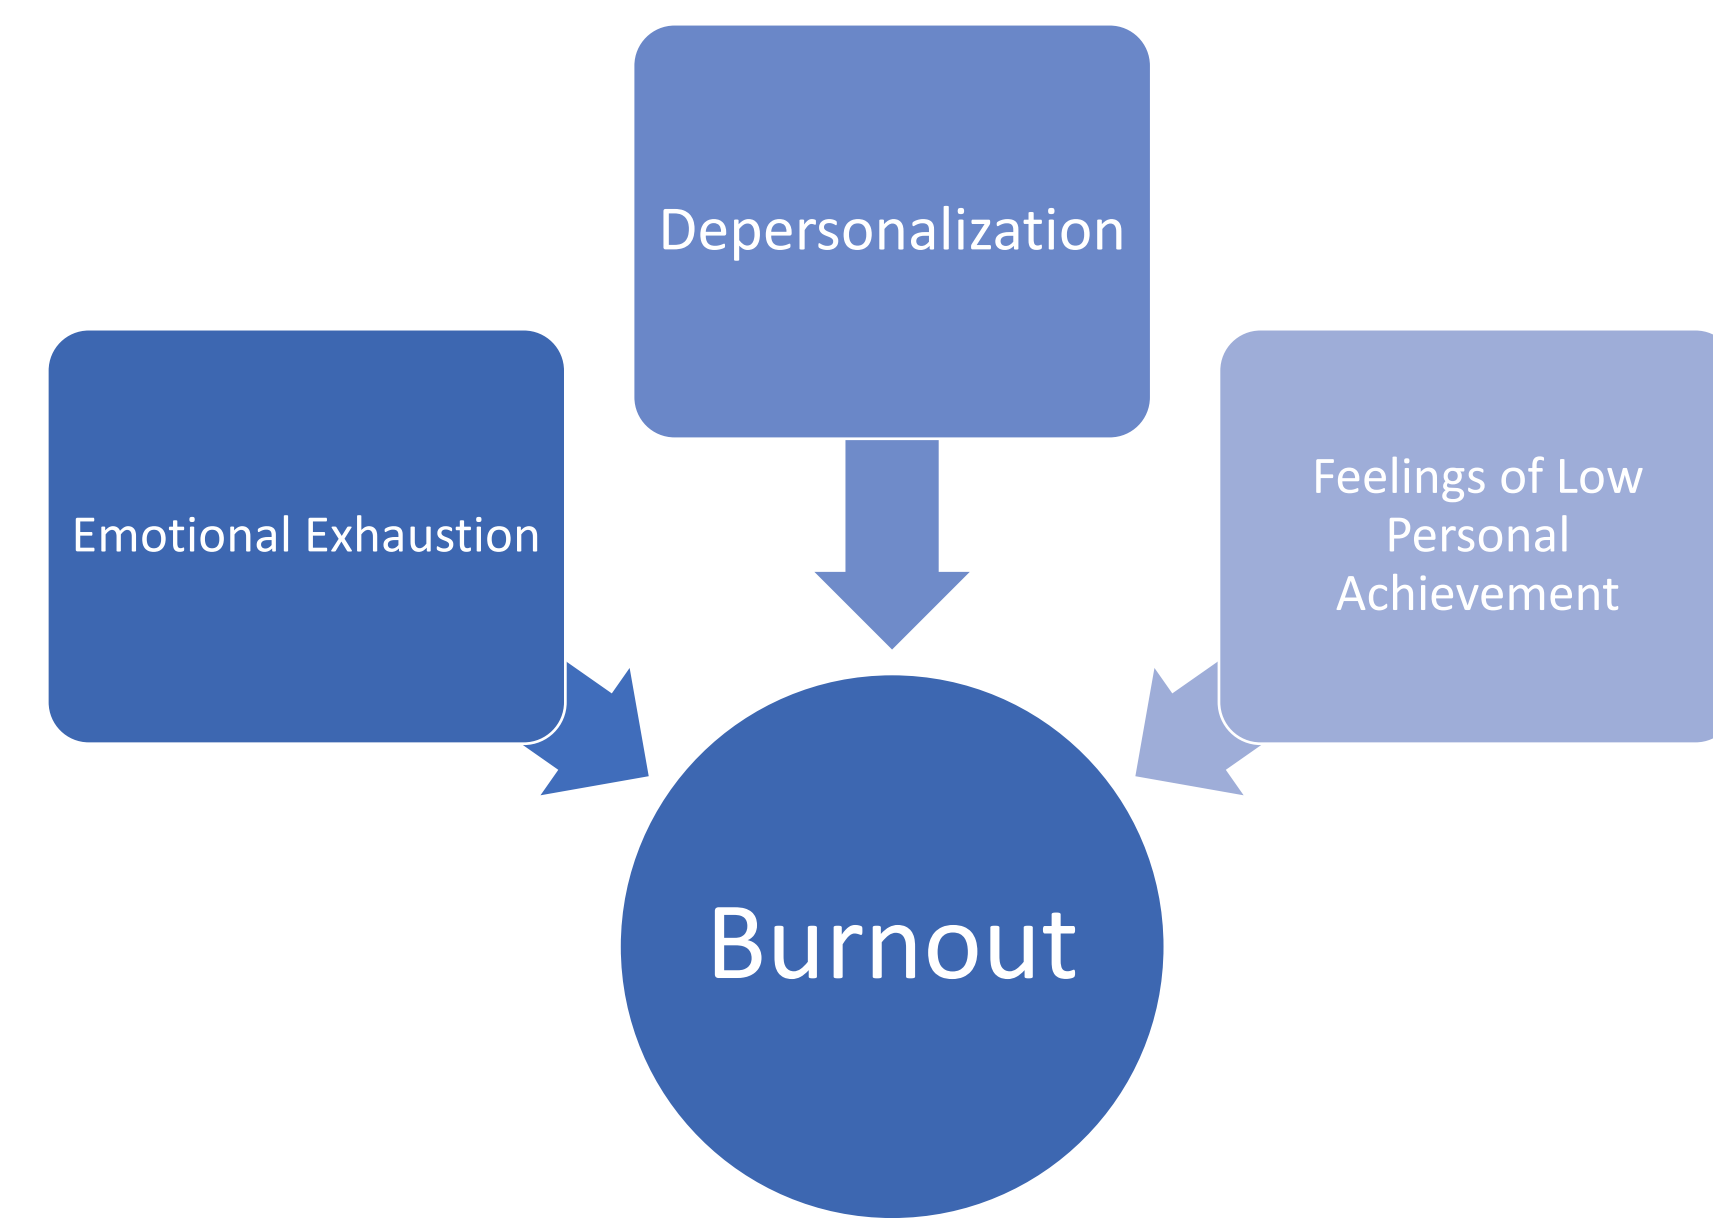 Depersonalization
Emotional Exhaustion
Feelings of Low
Personal
Achievement
Burnout